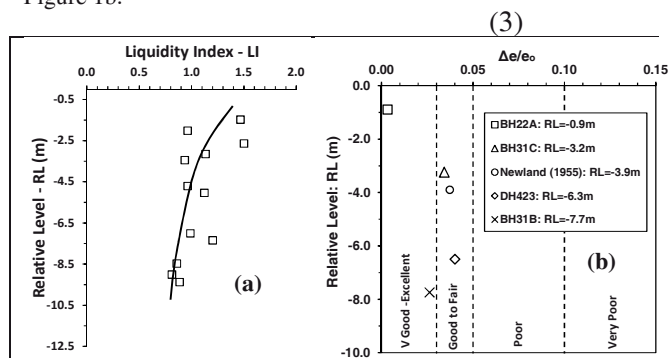 Figure 1b.
(3)
Liquidity Index - LI
0.0 0.5 1.0 1.5 2.0
-0.5
-2.5
-4.5
-6.5
-8.5
-10.5
-12.5
Relative Level - RL (m)
(a)
Δe/eo
0.00 0.05 0.10 0.15
0.0
-2.0
-4.0
-6.0
-8.0
-10.0
Relative Level: RL (m)
BH22A: RL=-0.9m
BH31C: RL=-3.2m
Newland (1955): RL=-3.9m
DH423: RL=-6.3m
BH31B: RL=-7.7m
(b)
V Good -Excellent
Good to Fair
Poor
Very Poor